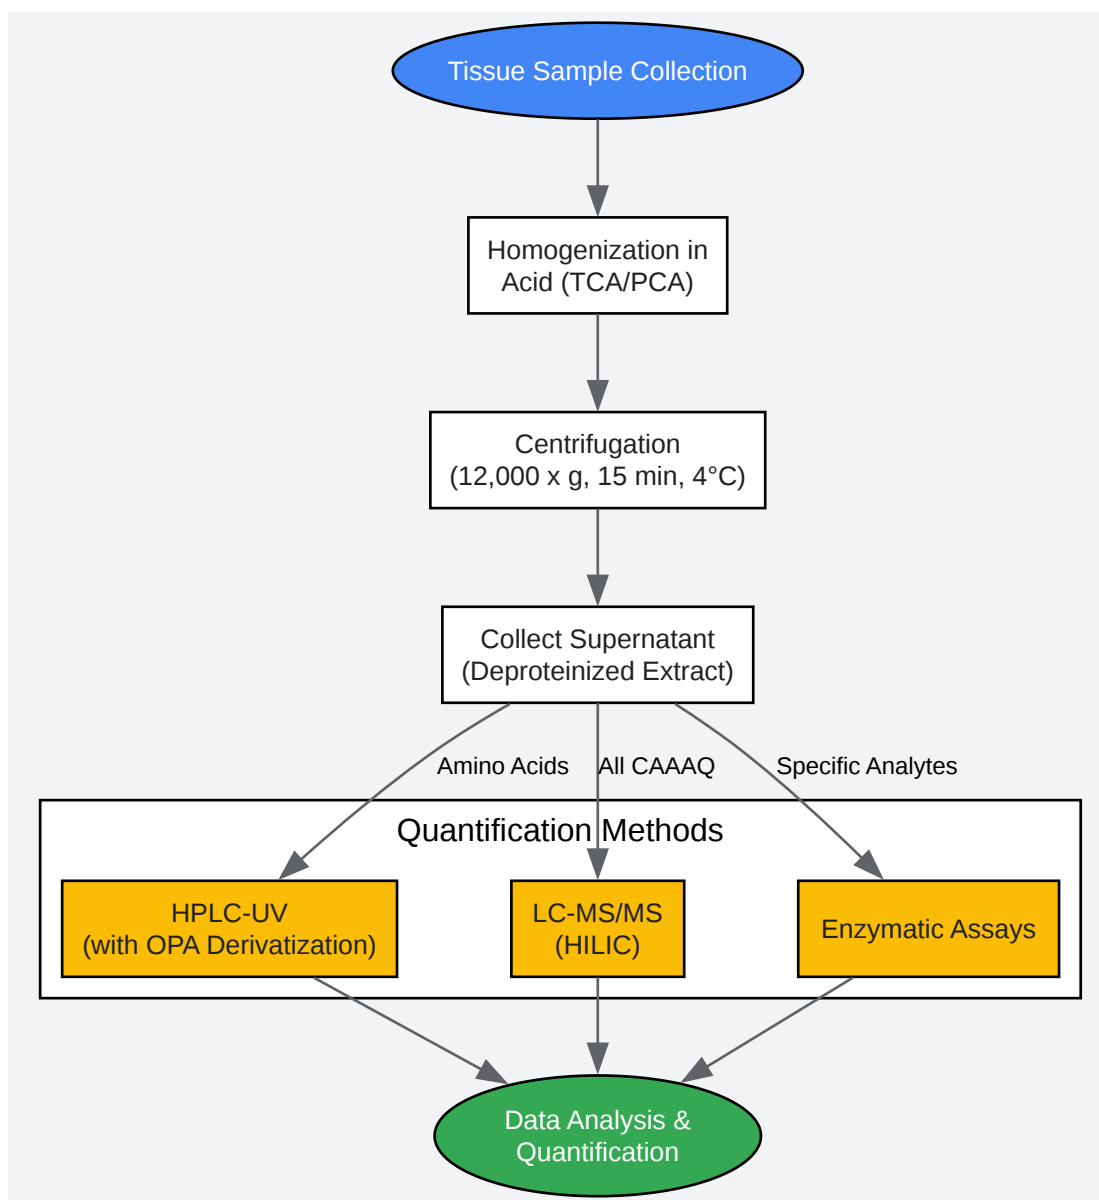 Tissue Sample Collection
Homogenization in
Acid (TCA/PCA)
Centrifugation
(12,000 x g, 15 min, 4°C)
Collect Supernatant
(Deproteinized Extract)
Amino Acids
All CAAAQ
Specific Analytes
Quantification Methods
HPLC-UV
(with OPA Derivatization)
LC-MS/MS
(HILIC)
Enzymatic Assays
Data Analysis &
Quantification